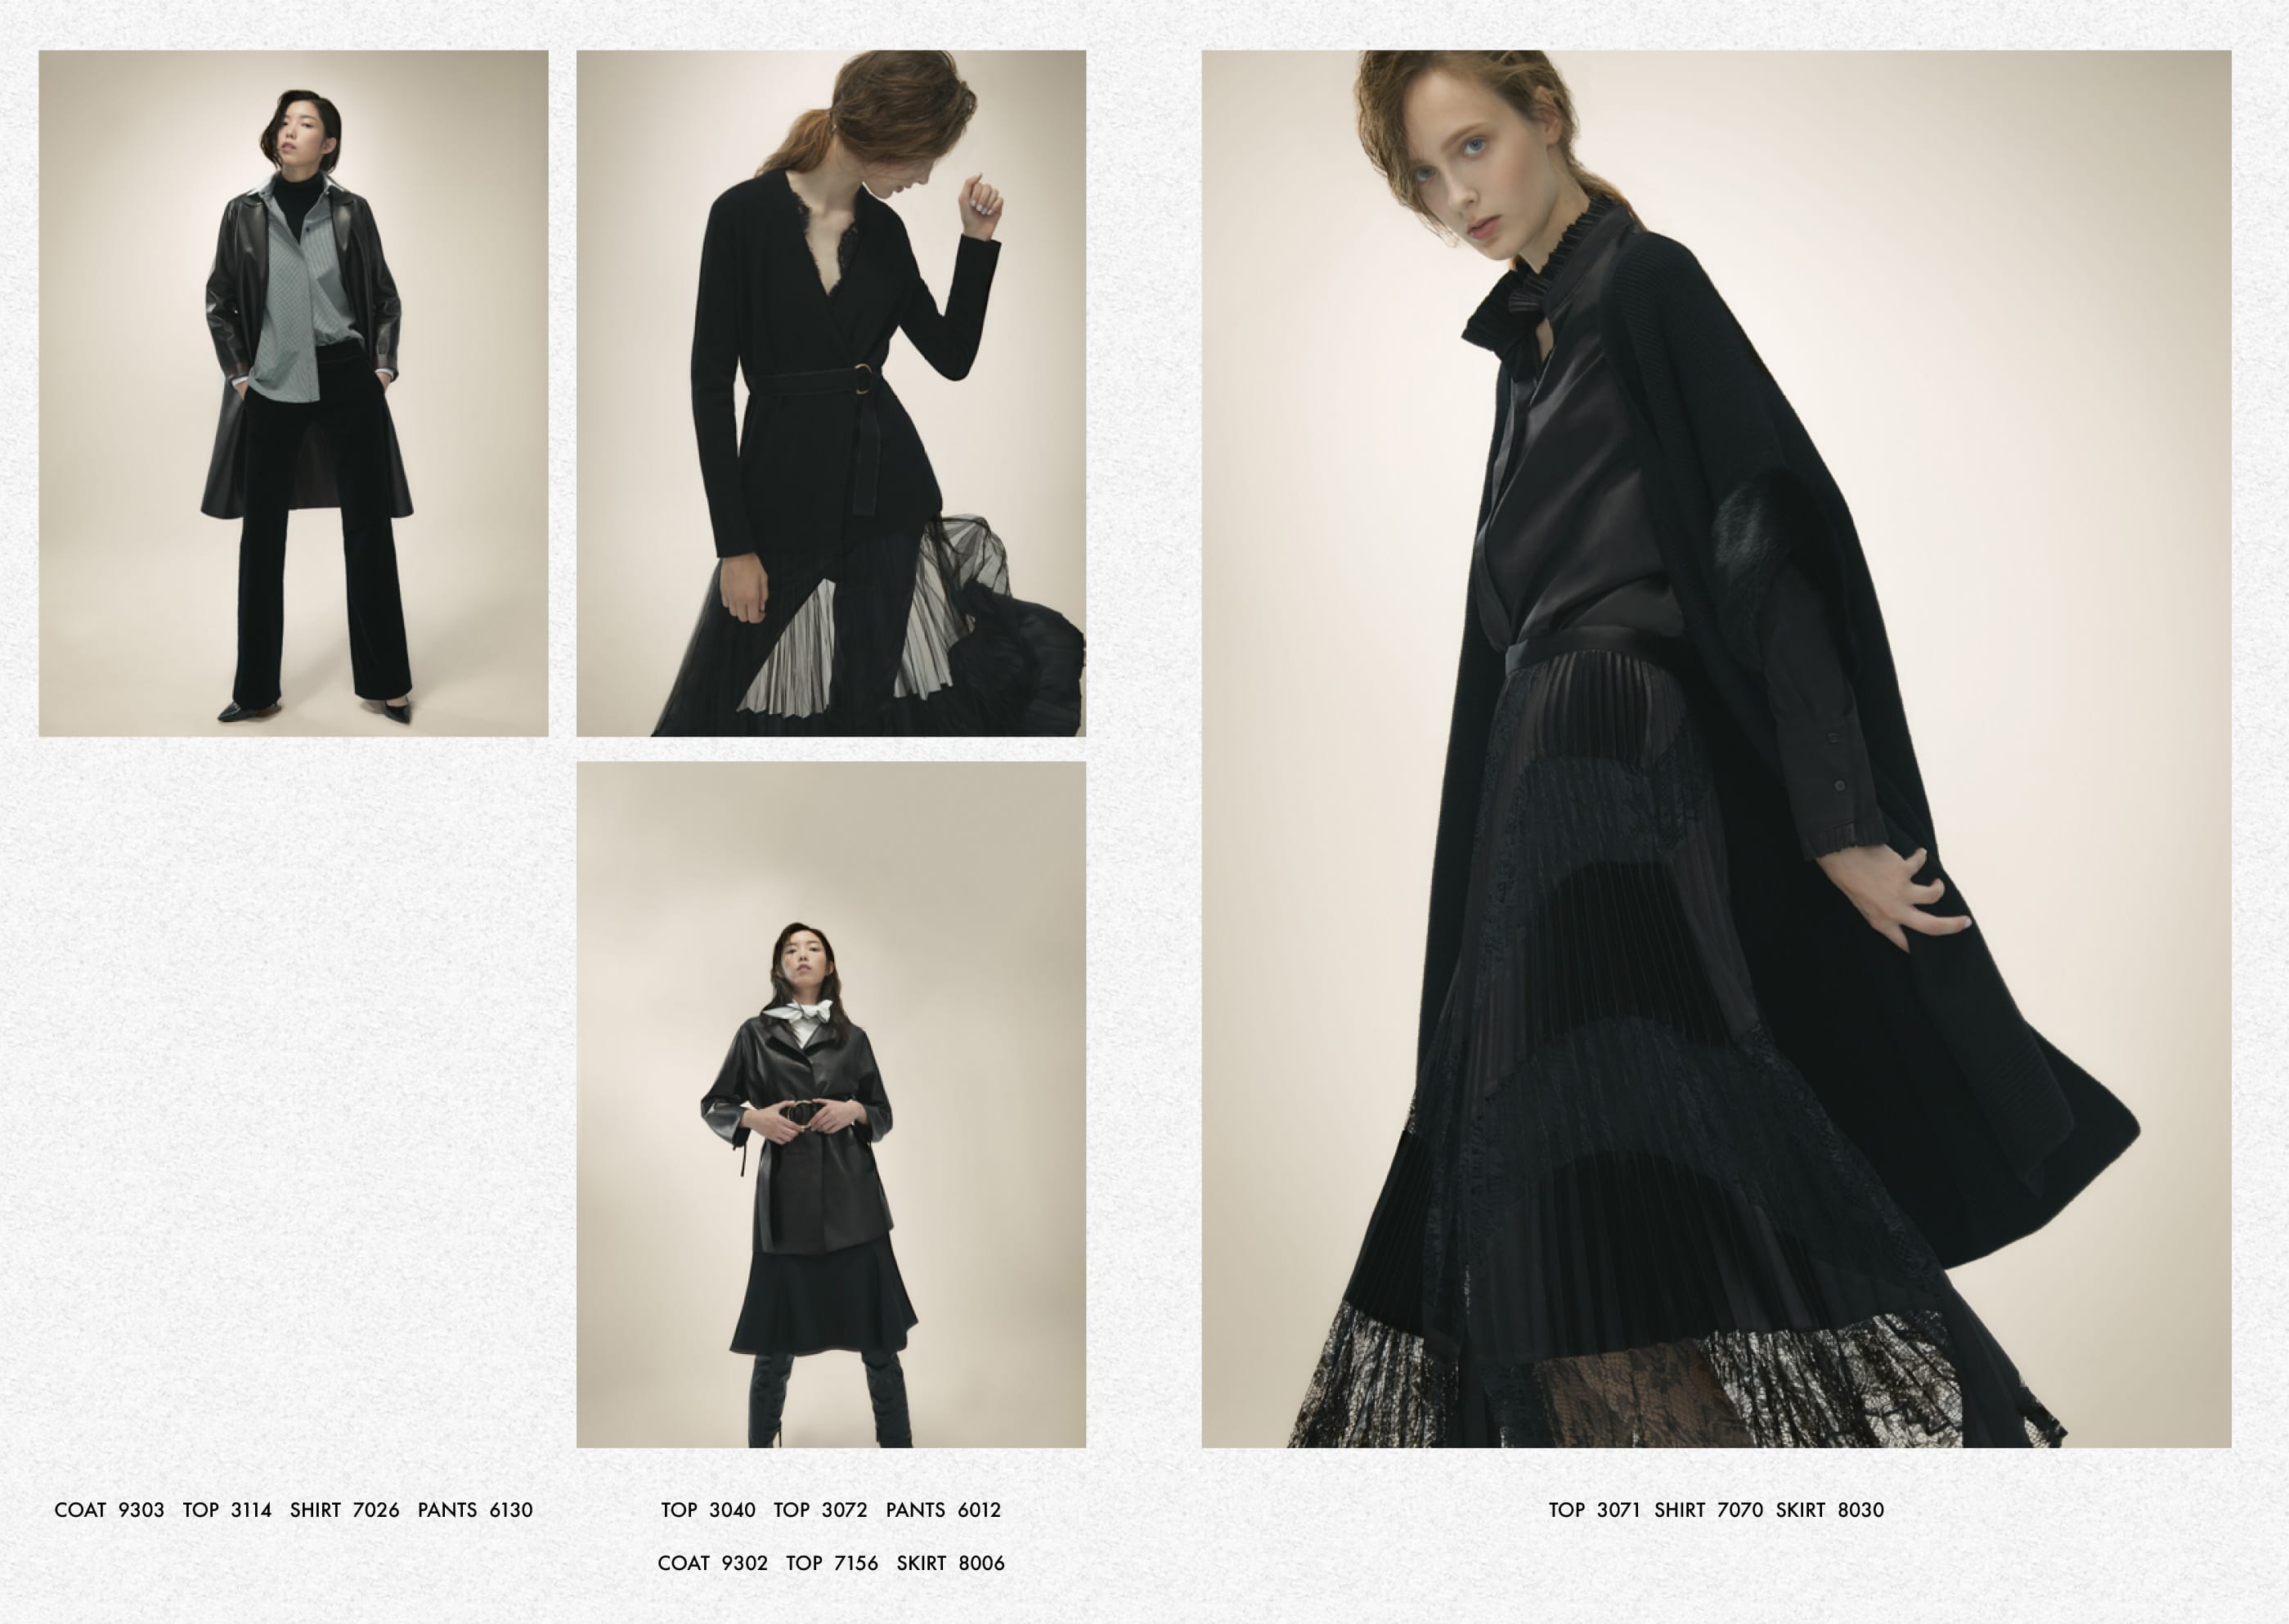 COAT 9303 TOP 3114 SHIRT 7026 PANTS 6130
TOP 3040 TOP 3072 PANTS 6012
COAT 9302 TOP 7156 SKIRT 8006
TOP 3071 SHIRT 7070 SKIRT 8030